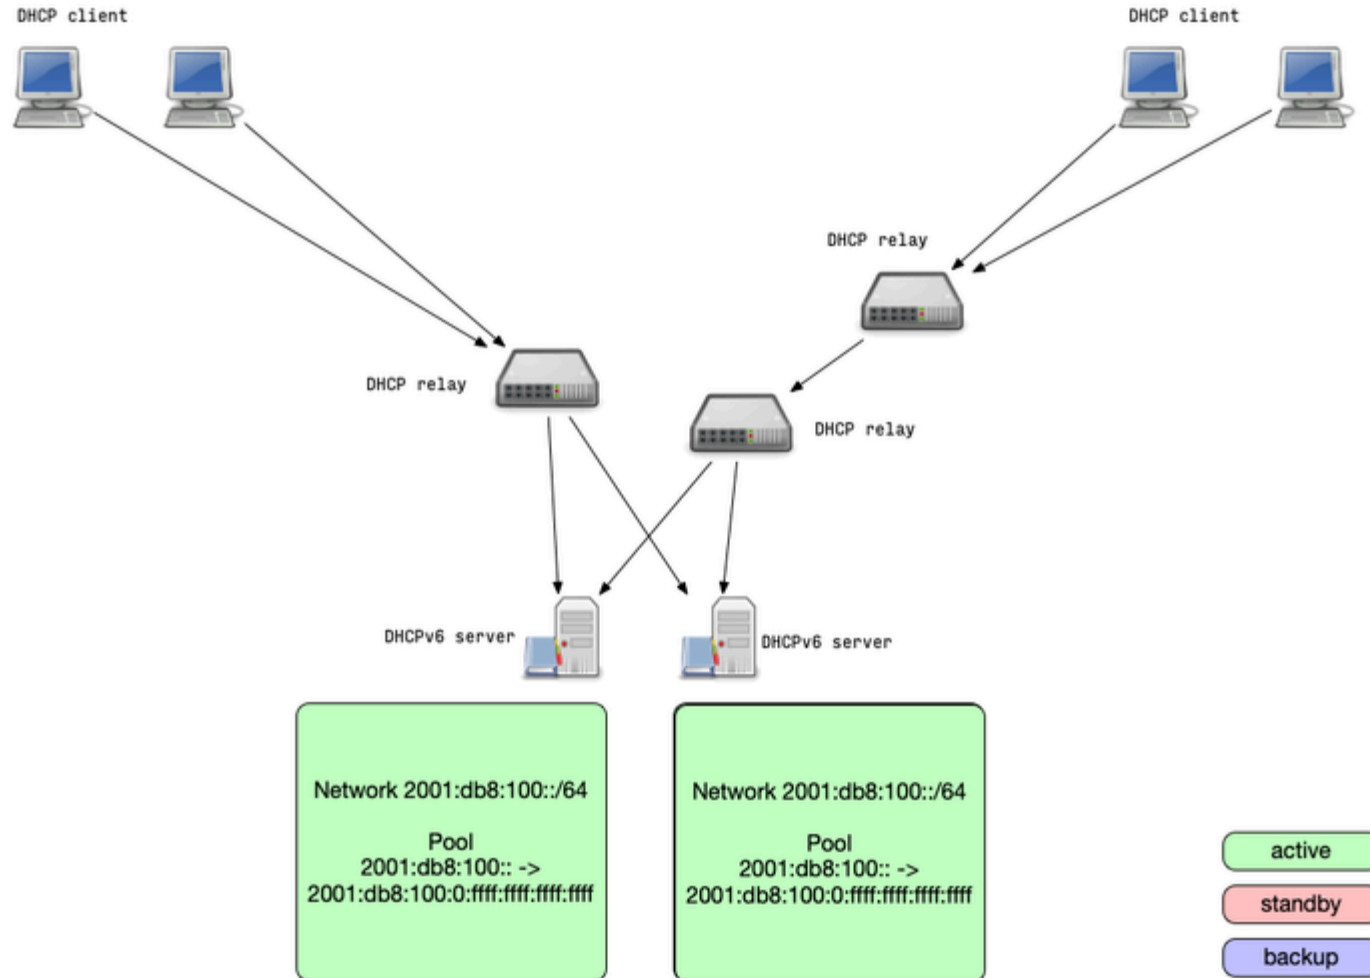 DHCP client
DHCP client
DHCP relay
DHCP relay
DHCP relay
DHCPv6 server
DHCPv6 server
Network 2001:db8:100::/64
Pool
2001:db8:100:: ->
2001:db8:100:0:ffff:ffff:ffff:ffff
Network 2001:db8:100::/64
Pool
2001:db8:100:: ->
2001:db8:100:0:ffff:ffff:ffff:ffff
active
standby
backup